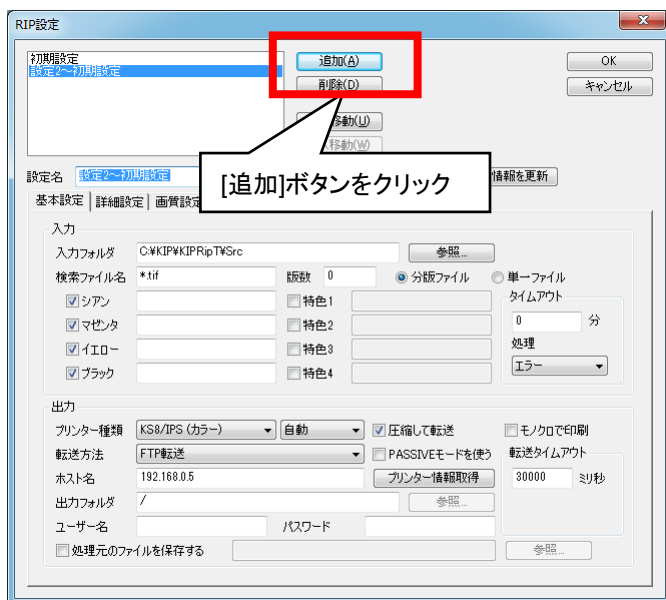 RIP設定
初期設定
設定2～初期設定
追加(A)
削除(D)
移動(U)
移動(W)
OK
キャンセル
[追加]ボタンをクリック
設定名 設定2～初期設定
情報を更新
基本設定 詳細設定 画質設定
入力
入力フォルダ C:¥KIP¥KIPRipT¥Src 参照...
検索ファイル名 *.tif 版数 0 分版ファイル 単一ファイル
シアン 特色1 タイムアウト
マゼンタ 特色2 0 分
イエロー 特色3 処理
ブラック 特色4 エラー
出力
プリンター種類 KS8/IPS (カラー) 自動 圧縮して転送 モノクロで印刷
転送方法 FTP転送 PASSIVEモードを使う 転送タイムアウト
ホスト名 192.168.0.5 プリンター情報取得 30000 ミリ秒
出力フォルダ / 参照...
ユーザー名 パスワード
処理元のファイルを保存する 参照...